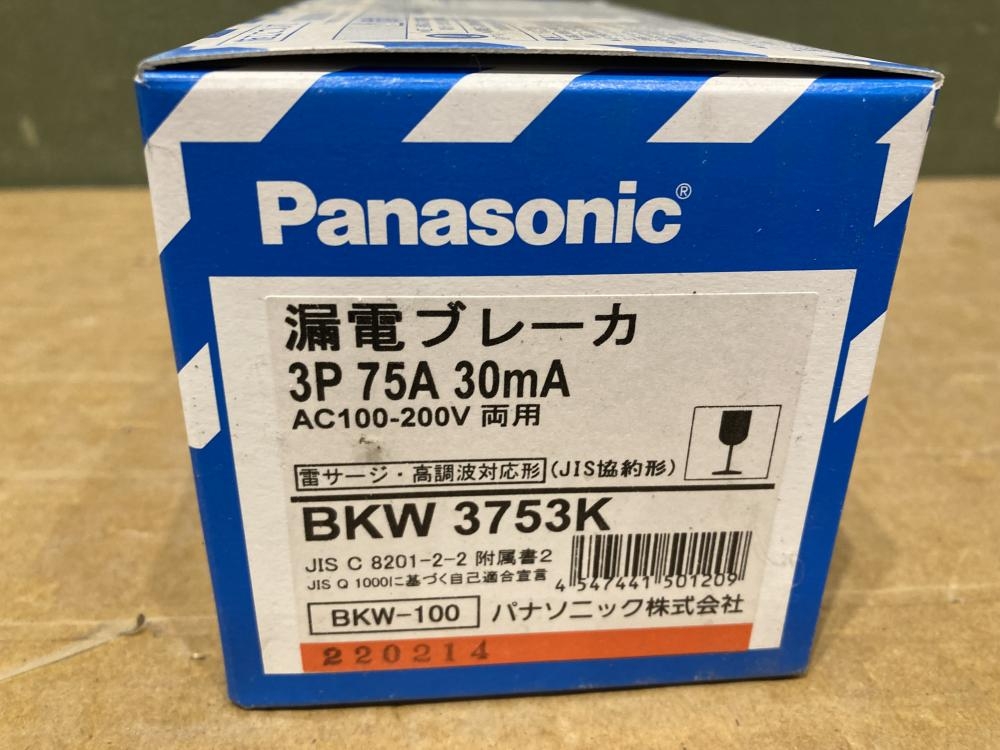 Panasonic®
漏電ブレーカ
3P 75A 30mA
AC100-200V 両用
雷サージ・高調波対応形 (JIS協約形)
BKW 3753K
JIS C 8201-2-2 附属書2
JIS Q 1000に基づく自己適合宣言
4 547441 501209
BKW-100 パナソニック株式会社
220214